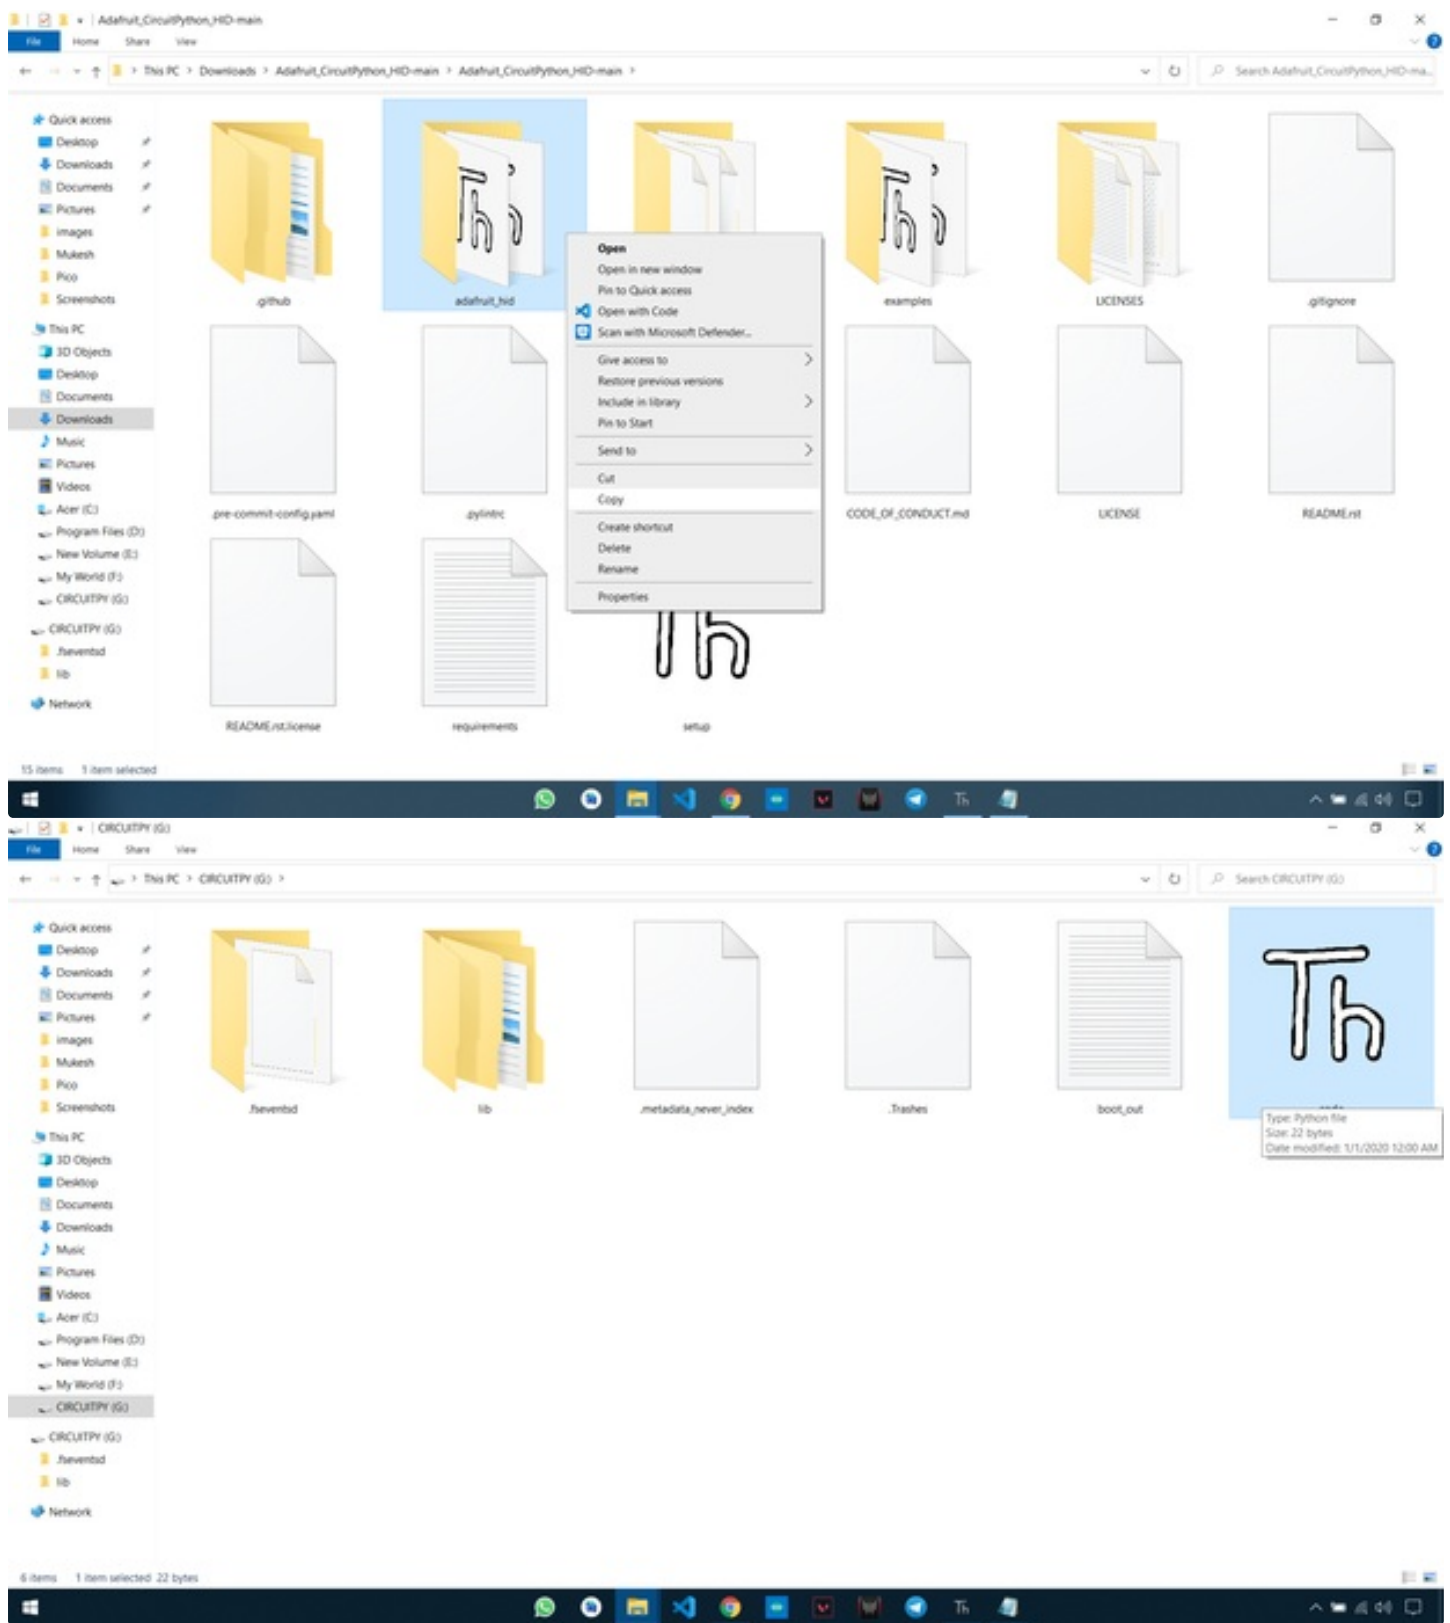 Adafruit_CircuitPython_HID-main
File Home Share View
This PC > Downloads > Adafruit_CircuitPython_HID-main > Adafruit_CircuitPython_HID-main >
Search Adafruit_CircuitPython_HID-ma...
Quick access
Desktop
Downloads
Documents
Pictures
images
Mukesh
Pico
Screenshots
This PC
3D Objects
Desktop
Documents
Downloads
Music
Pictures
Videos
Acer (C:)
Program Files (D:)
New Volume (E:)
My World (F:)
CIRCUITPY (G:)
CIRCUITPY (G:)
.fseventsd
lib
Network
.github
adafruit_hid
examples
LICENSES
.gitignore
Open
Open in new window
Pin to Quick access
Open with Code
Scan with Microsoft Defender...
Give access to
Restore previous versions
Include in library
Pin to Start
Send to
Cut
Copy
Create shortcut
Delete
Rename
Properties
.pre-commit-config.yaml
.pylintrc
CODE_OF_CONDUCT.md
LICENSE
README.rst
Th
README.rst.license
requirements
setup
15 items 1 item selected
Th
CIRCUITPY (G:)
File Home Share View
This PC > CIRCUITPY (G:) >
Search CIRCUITPY (G:)
Quick access
Desktop
Downloads
Documents
Pictures
images
Mukesh
Pico
Screenshots
This PC
3D Objects
Desktop
Documents
Downloads
Music
Pictures
Videos
Acer (C:)
Program Files (D:)
New Volume (E:)
My World (F:)
CIRCUITPY (G:)
CIRCUITPY (G:)
.fseventsd
lib
Network
Th
.fseventsd
lib
.metadata_never_index
.Trashes
boot_out
Type: Python file
Size: 22 bytes
Date modified: 1/1/2020 12:00 AM
6 items 1 item selected 22 bytes
Th